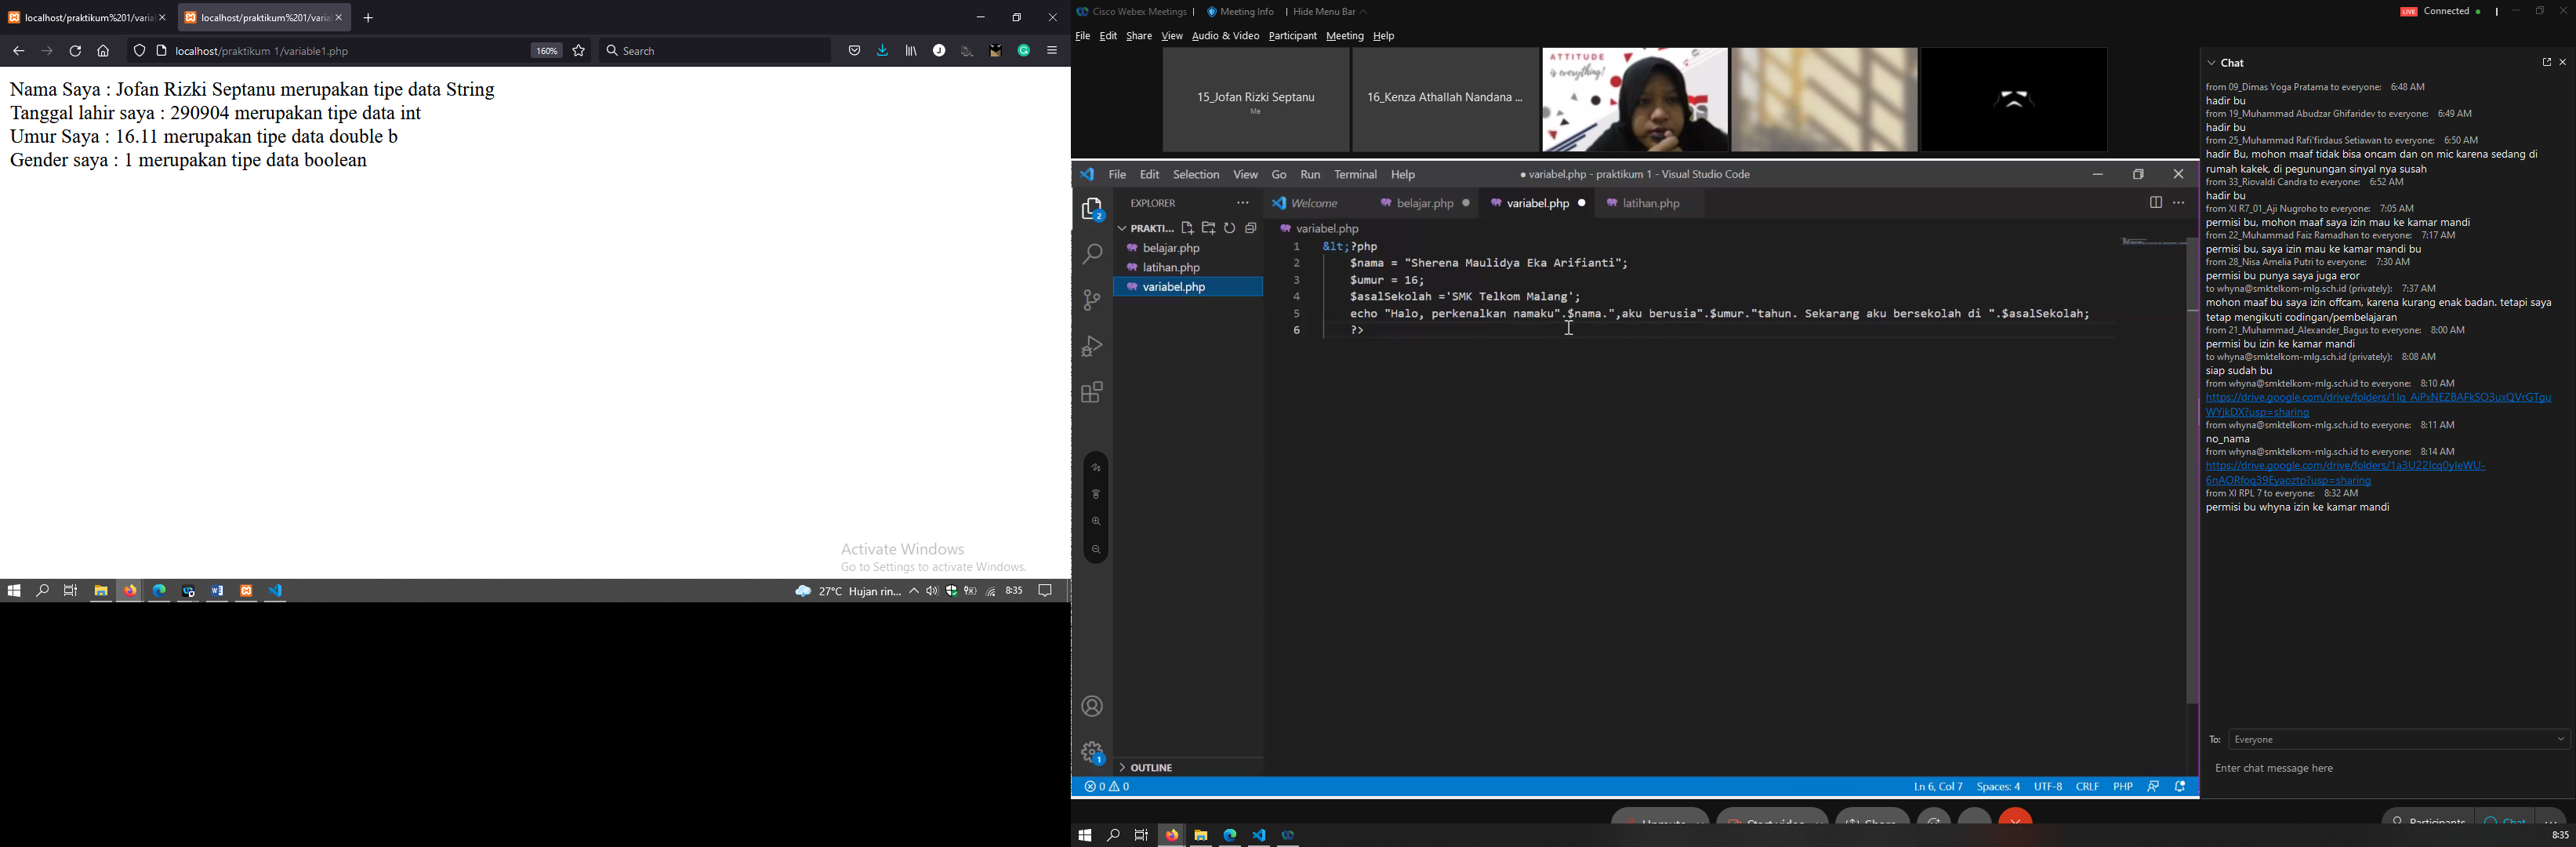 localhost/praktikum%201/varial
localhost/praktikum%201/varial
localhost/praktikum 1/variable1.php
160%
Search
Nama Saya : Jofan Rizki Septanu merupakan tipe data String
Tanggal lahir saya : 290904 merupakan tipe data int
Umur Saya : 16.11 merupakan tipe data double b
Gender saya : 1 merupakan tipe data boolean
Activate Windows
Go to Settings to activate Windows.
27°C Hujan rin...
8:35
Cisco Webex Meetings | Meeting Info | Hide Menu Bar
LIVE Connected
File Edit Share View Audio & Video Participant Meeting Help
15_Jofan Rizki Septanu
Me
16_Kenza Athallah Nandana ...
ATTITUDE
is everything!
File Edit Selection View Go Run Terminal Help
● variabel.php - praktikum 1 - Visual Studio Code
EXPLORER
Welcome
belajar.php
variabel.php
latihan.php
PRAKTI...
belajar.php
latihan.php
variabel.php
variabel.php
1 &lt;?php
2 $nama = "Sherena Maulidya Eka Arifianti";
3 $umur = 16;
4 $asalSekolah ='SMK Telkom Malang';
5 echo "Halo, perkenalkan namaku".$nama.",aku berusia".$umur."tahun. Sekarang aku bersekolah di ".$asalSekolah;
6 ?>
OUTLINE
0 0
Ln 6, Col 7 Spaces: 4 UTF-8 CRLF PHP
Chat
from 09_Dimas Yoga Pratama to everyone: 6:48 AM
hadir bu
from 19_Muhammad Abudzar Ghifaridev to everyone: 6:49 AM
hadir bu
from 25_Muhammad Rafi'firdaus Setiawan to everyone: 6:50 AM
hadir Bu, mohon maaf tidak bisa oncam dan on mic karena sedang di
rumah kakek, di pegunungan sinyal nya susah
from 33_Riovaldi Candra to everyone: 6:52 AM
hadir bu
from XI R7_01_Aji Nugroho to everyone: 7:05 AM
permisi bu, mohon maaf saya izin mau ke kamar mandi
from 22_Muhammad Faiz Ramadhan to everyone: 7:17 AM
permisi bu, saya izin mau ke kamar mandi bu
from 28_Nisa Amelia Putri to everyone: 7:30 AM
permisi bu punya saya juga eror
to whyna@smktelkom-mlg.sch.id (privately): 7:37 AM
mohon maaf bu saya izin offcam, karena kurang enak badan. tetapi saya
tetap mengikuti codingan/pembelajaran
from 21_Muhammad_Alexander_Bagus to everyone: 8:00 AM
permisi bu izin ke kamar mandi
to whyna@smktelkom-mlg.sch.id (privately): 8:08 AM
siap sudah bu
from whyna@smktelkom-mlg.sch.id to everyone: 8:10 AM
https://drive.google.com/drive/folders/1Iq_AiPxNEZBAFkSO3uxQVrGTgu
WYjkDX?usp=sharing
from whyna@smktelkom-mlg.sch.id to everyone: 8:11 AM
no_nama
from whyna@smktelkom-mlg.sch.id to everyone: 8:14 AM
https://drive.google.com/drive/folders/1a3U22Icq0yIeWU-
6nAORfoq39Eyaoztp?usp=sharing
from XI RPL 7 to everyone: 8:32 AM
permisi bu whyna izin ke kamar mandi
To: Everyone
Enter chat message here
Unmute
Start video
Share
Participants
Chat
8:35